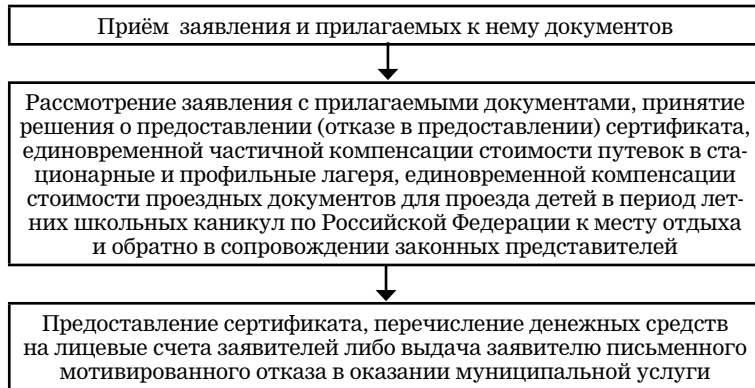 Приём заявления и прилагаемых к нему документов
Рассмотрение заявления с прилагаемыми документами, принятие
решения о предоставлении (отказе в предоставлении) сертификата,
единовременной частичной компенсации стоимости путевок в ста-
ционарные и профильные лагеря, единовременной компенсации
стоимости проездных документов для проезда детей в период лет-
них школьных каникул по Российской Федерации к месту отдыха
и обратно в сопровождении законных представителей
Предоставление сертификата, перечисление денежных средств
на лицевые счета заявителей либо выдача заявителю письменного
мотивированного отказа в оказании муниципальной услуги